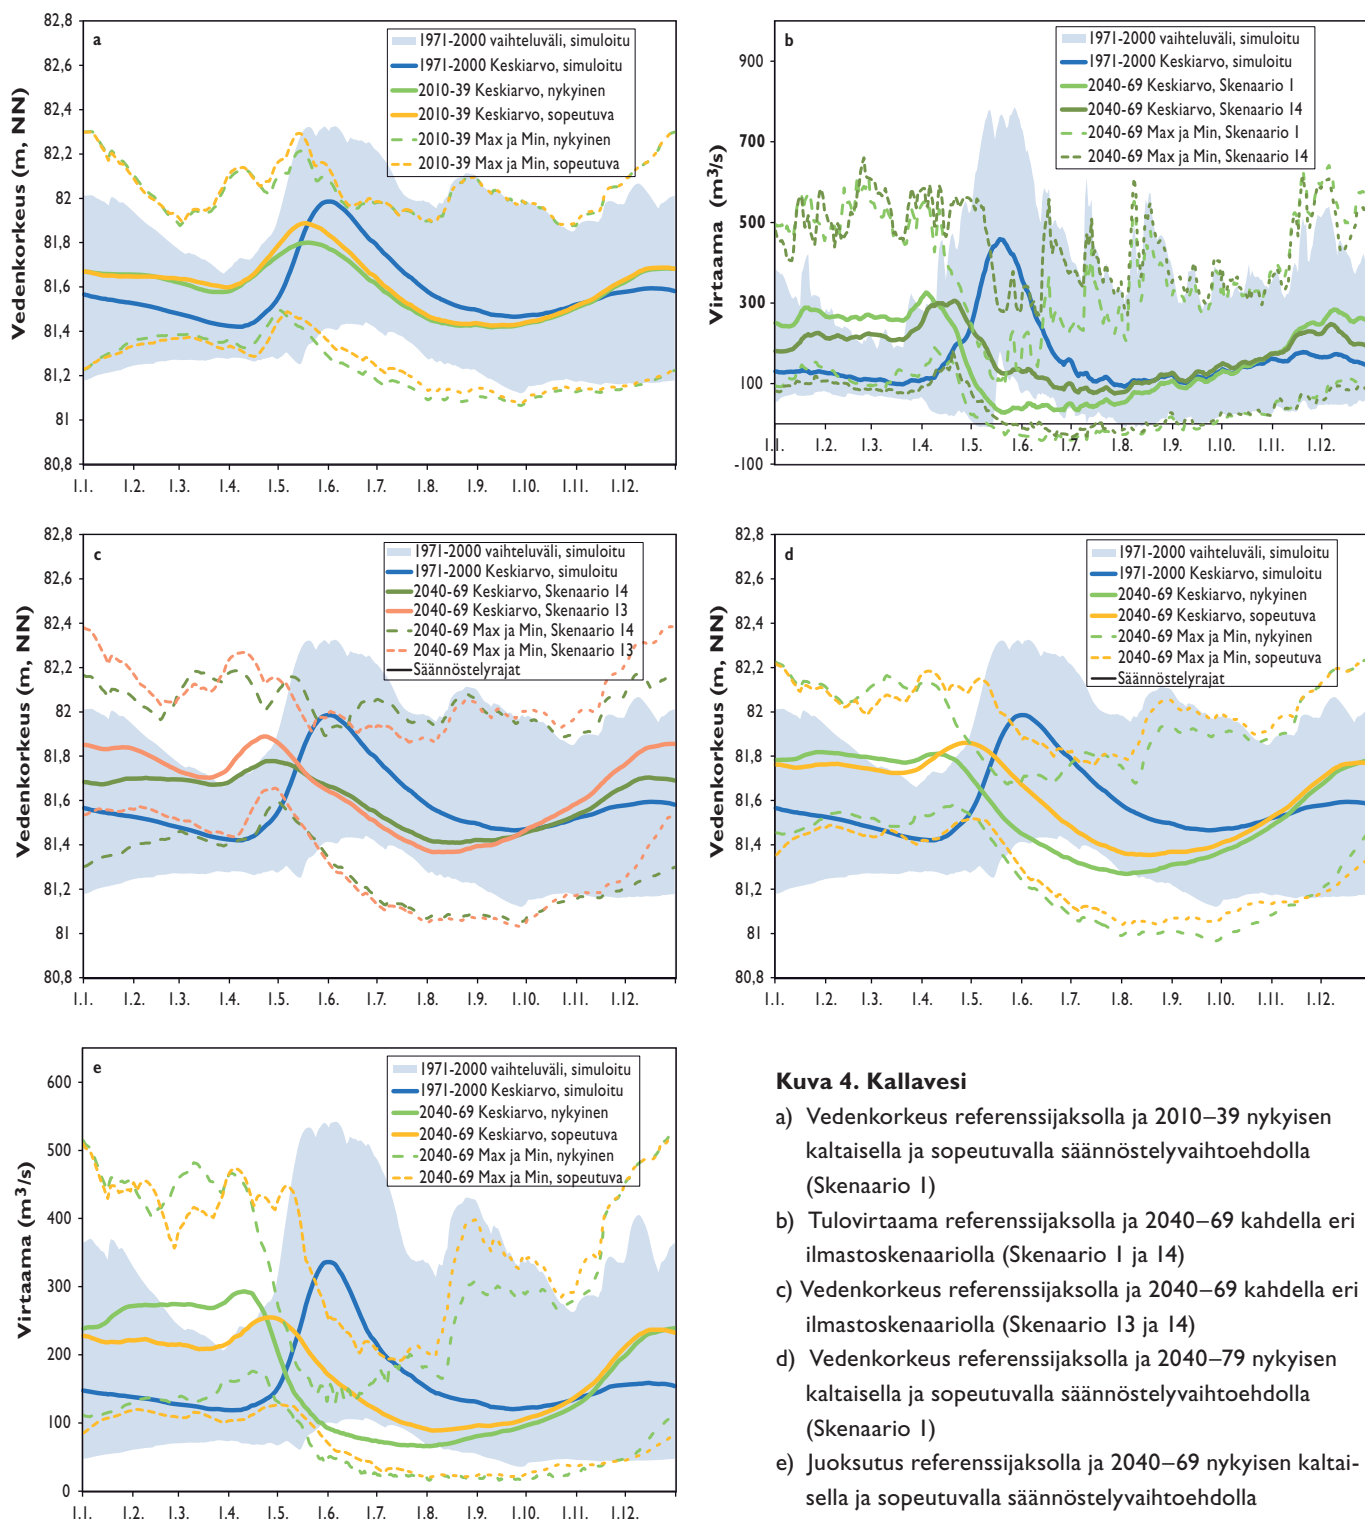 a
82,8
82,6
82,4
82,2
82
81,8
81,6
81,4
81,2
81
80,8
Vedenkorkeus (m, NN)
1971-2000 vaihteluväli, simuloitu
1971-2000 Keskiarvo, simuloitu
2010-39 Keskiarvo, nykyinen
2010-39 Keskiarvo, sopeutuva
2010-39 Max ja Min, nykyinen
2010-39 Max ja Min, sopeutuva
1.1. 1.2. 1.3. 1.4. 1.5. 1.6. 1.7. 1.8. 1.9. 1.10. 1.11. 1.12.
b
900
700
500
300
100
-100
Virtaama (m³/s)
1971-2000 vaihteluväli, simuloitu
1971-2000 Keskiarvo, simuloitu
2040-69 Keskiarvo, Skenaario 1
2040-69 Keskiarvo, Skenaario 14
2040-69 Max ja Min, Skenaario 1
2040-69 Max ja Min, Skenaario 14
1.1. 1.2. 1.3. 1.4. 1.5. 1.6. 1.7. 1.8. 1.9. 1.10. 1.11. 1.12.
c
82,8
82,6
82,4
82,2
82
81,8
81,6
81,4
81,2
81
80,8
Vedenkorkeus (m, NN)
1971-2000 vaihteluväli, simuloitu
1971-2000 Keskiarvo, simuloitu
2040-69 Keskiarvo, Skenaario 14
2040-69 Keskiarvo, Skenaario 13
2040-69 Max ja Min, Skenaario 14
2040-69 Max ja Min, Skenaario 13
Säännöstelyrajat
1.1. 1.2. 1.3. 1.4. 1.5. 1.6. 1.7. 1.8. 1.9. 1.10. 1.11. 1.12.
d
82,8
82,6
82,4
82,2
82
81,8
81,6
81,4
81,2
81
80,8
Vedenkorkeus (m, NN)
1971-2000 vaihteluväli, simuloitu
1971-2000 Keskiarvo, simuloitu
2040-69 Keskiarvo, nykyinen
2040-69 Keskiarvo, sopeutuva
2040-69 Max ja Min, nykyinen
2040-69 Max ja Min, sopeutuva
Säännöstelyrajat
1.1. 1.2. 1.3. 1.4. 1.5. 1.6. 1.7. 1.8. 1.9. 1.10. 1.11. 1.12.
e
600
500
400
300
200
100
0
Virtaama (m³/s)
1971-2000 vaihteluväli, simuloitu
1971-2000 Keskiarvo, simuloitu
2040-69 Keskiarvo, nykyinen
2040-69 Keskiarvo, sopeutuva
2040-69 Max ja Min, nykyinen
2040-69 Max ja Min, sopeutuva
1.1. 1.2. 1.3. 1.4. 1.5. 1.6. 1.7. 1.8. 1.9. 1.10. 1.11. 1.12.
Kuva 4. Kallavesi
a) Vedenkorkeus referenssijaksolla ja 2010–39 nykyisen
kaltaisella ja sopeutuvalla säännöstelyvaihtoehdolla
(Skenaario 1)
b) Tulovirtaama referenssijaksolla ja 2040–69 kahdella eri
ilmastoskenaariolla (Skenaario 1 ja 14)
c) Vedenkorkeus referenssijaksolla ja 2040–69 kahdella eri
ilmastoskenaariolla (Skenaario 13 ja 14)
d) Vedenkorkeus referenssijaksolla ja 2040–79 nykyisen
kaltaisella ja sopeutuvalla säännöstelyvaihtoehdolla
(Skenaario 1)
e) Juoksutus referenssijaksolla ja 2040–69 nykyisen kaltai-
sella ja sopeutuvalla säännöstelyvaihtoehdolla